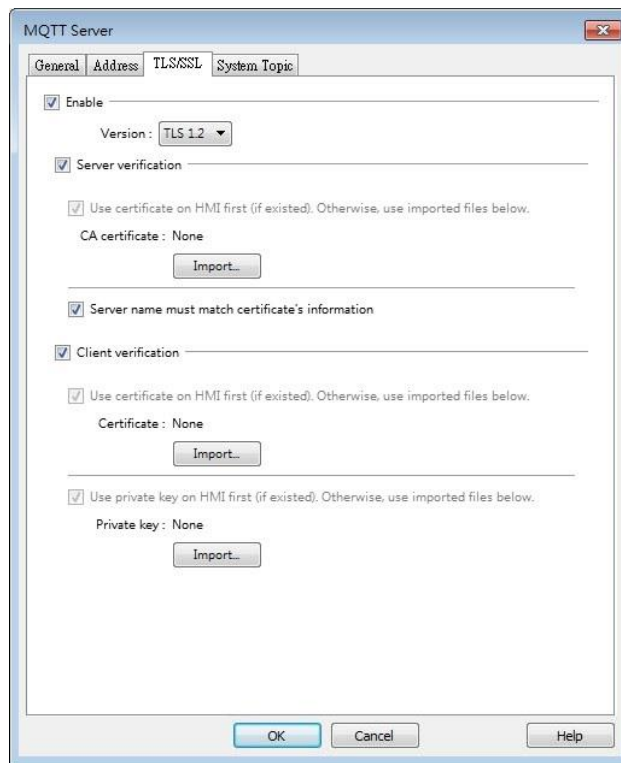 MQTT Server
General Address TLS/SSL System Topic
Enable
Version : TLS 1.2
Server verification
Use certificate on HMI first (if existed). Otherwise, use imported files below.
CA certificate : None
Import...
Server name must match certificate's information
Client verification
Use certificate on HMI first (if existed). Otherwise, use imported files below.
Certificate : None
Import...
Use private key on HMI first (if existed). Otherwise, use imported files below.
Private key : None
Import...
OK Cancel Help